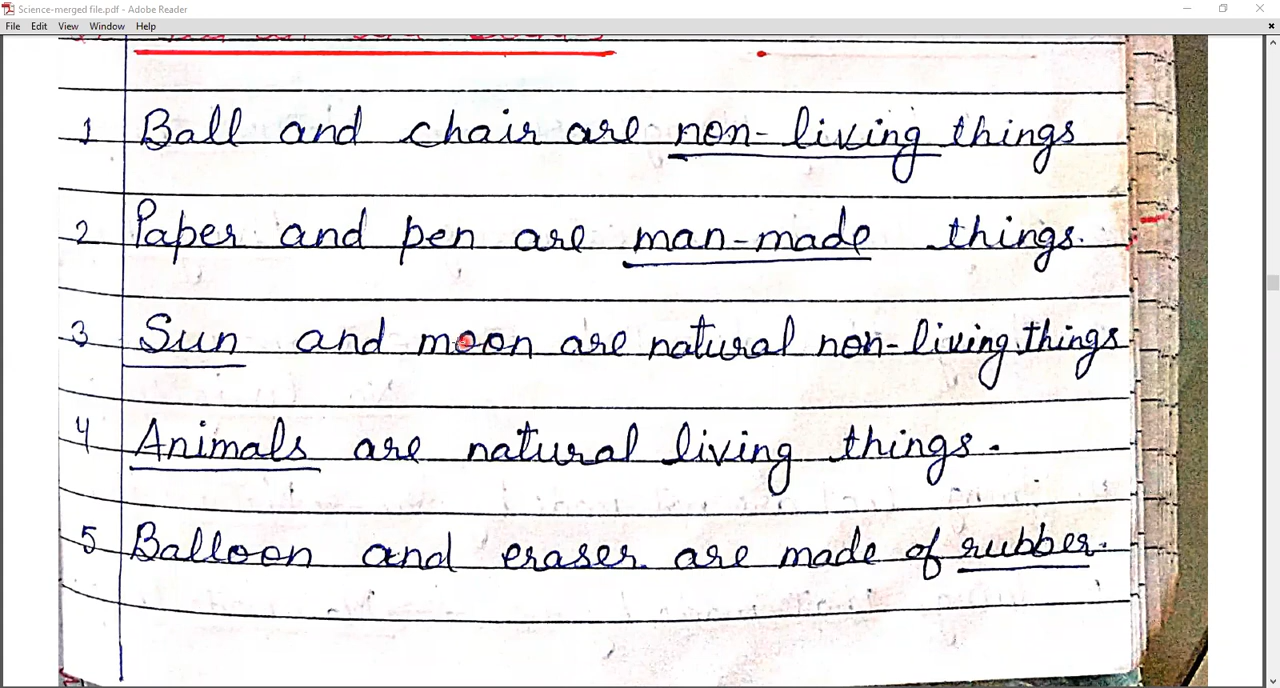 Science-merged file.pdf - Adobe Reader
File Edit View Window Help
1 Ball and chair are non-living things
2 Paper and pen are man-made things.
3 Sun and moon are natural non-living things
4 Animals are natural living things.
5 Balloon and eraser are made of rubber.